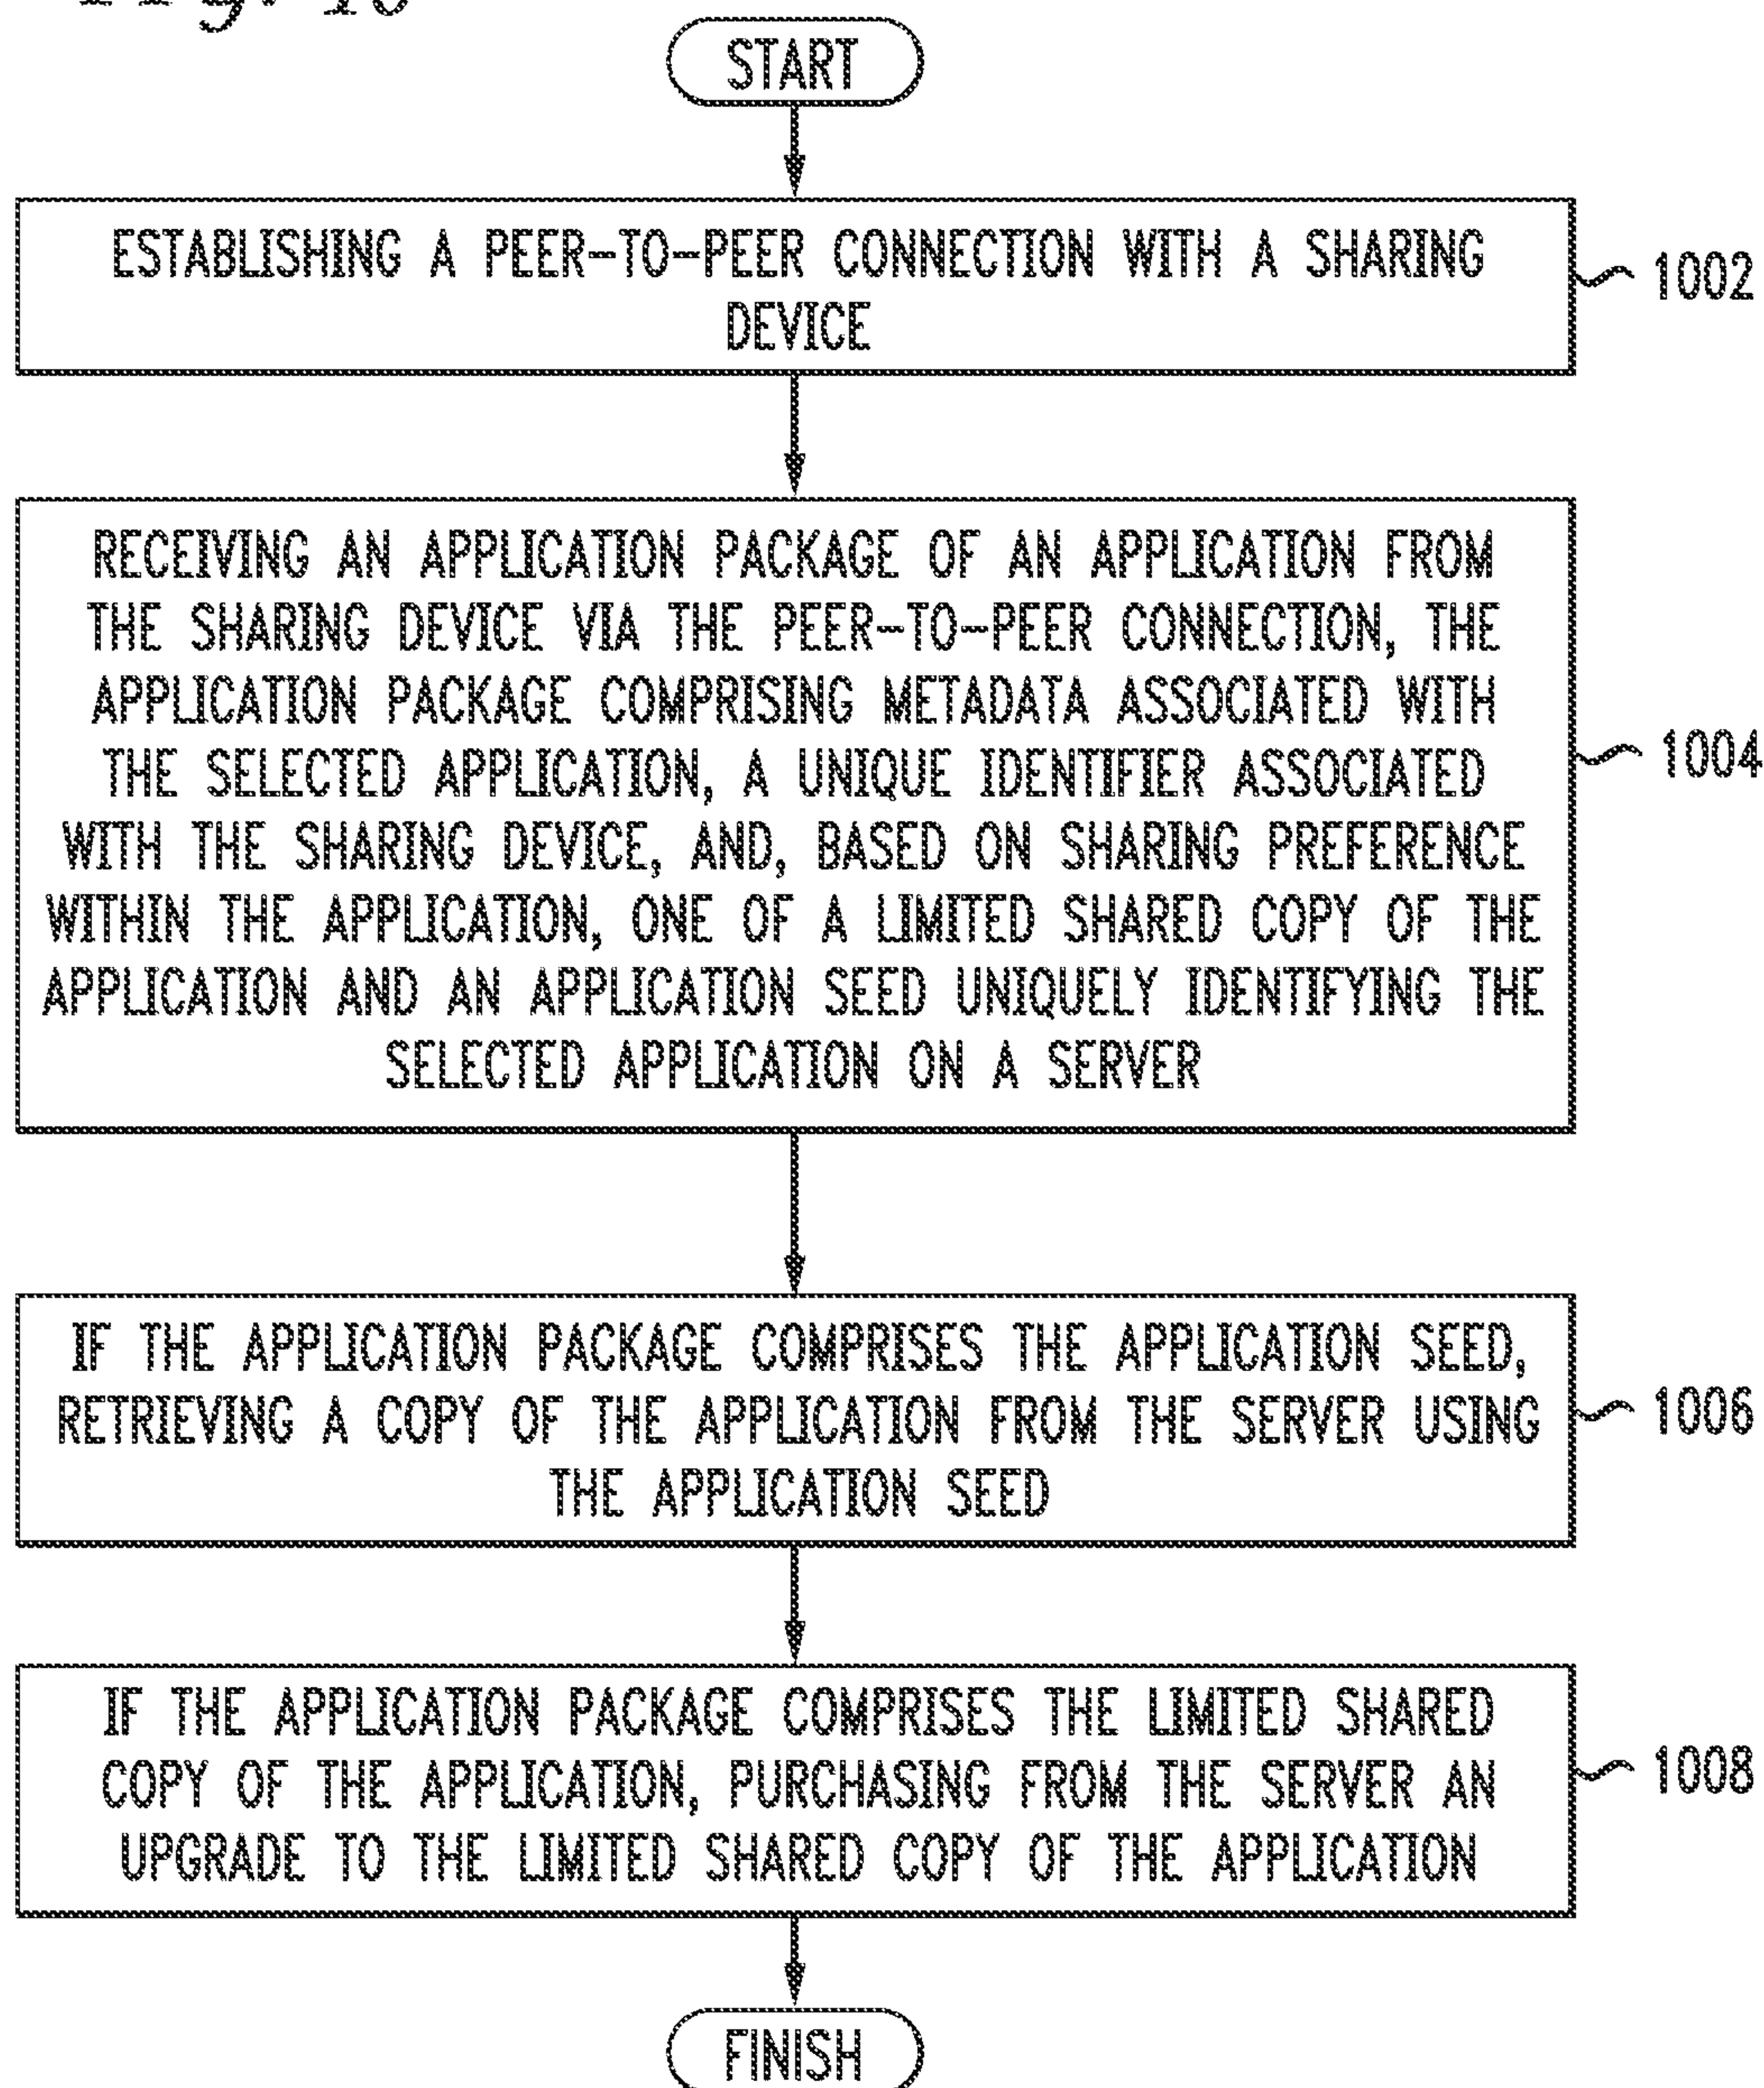 START
ESTABLISHING A PEER-TO-PEER CONNECTION WITH A SHARING
DEVICE
1002
RECEIVING AN APPLICATION PACKAGE OF AN APPLICATION FROM
THE SHARING DEVICE VIA THE PEER-TO-PEER CONNECTION, THE
APPLICATION PACKAGE COMPRISING METADATA ASSOCIATED WITH
THE SELECTED APPLICATION, A UNIQUE IDENTIFIER ASSOCIATED
WITH THE SHARING DEVICE, AND, BASED ON SHARING PREFERENCE
WITHIN THE APPLICATION, ONE OF A LIMITED SHARED COPY OF THE
APPLICATION AND AN APPLICATION SEED UNIQUELY IDENTIFYING THE
SELECTED APPLICATION ON A SERVER
1004
IF THE APPLICATION PACKAGE COMPRISES THE APPLICATION SEED,
RETRIEVING A COPY OF THE APPLICATION FROM THE SERVER USING
THE APPLICATION SEED
1006
IF THE APPLICATION PACKAGE COMPRISES THE LIMITED SHARED
COPY OF THE APPLICATION, PURCHASING FROM THE SERVER AN
UPGRADE TO THE LIMITED SHARED COPY OF THE APPLICATION
1008
FINISH